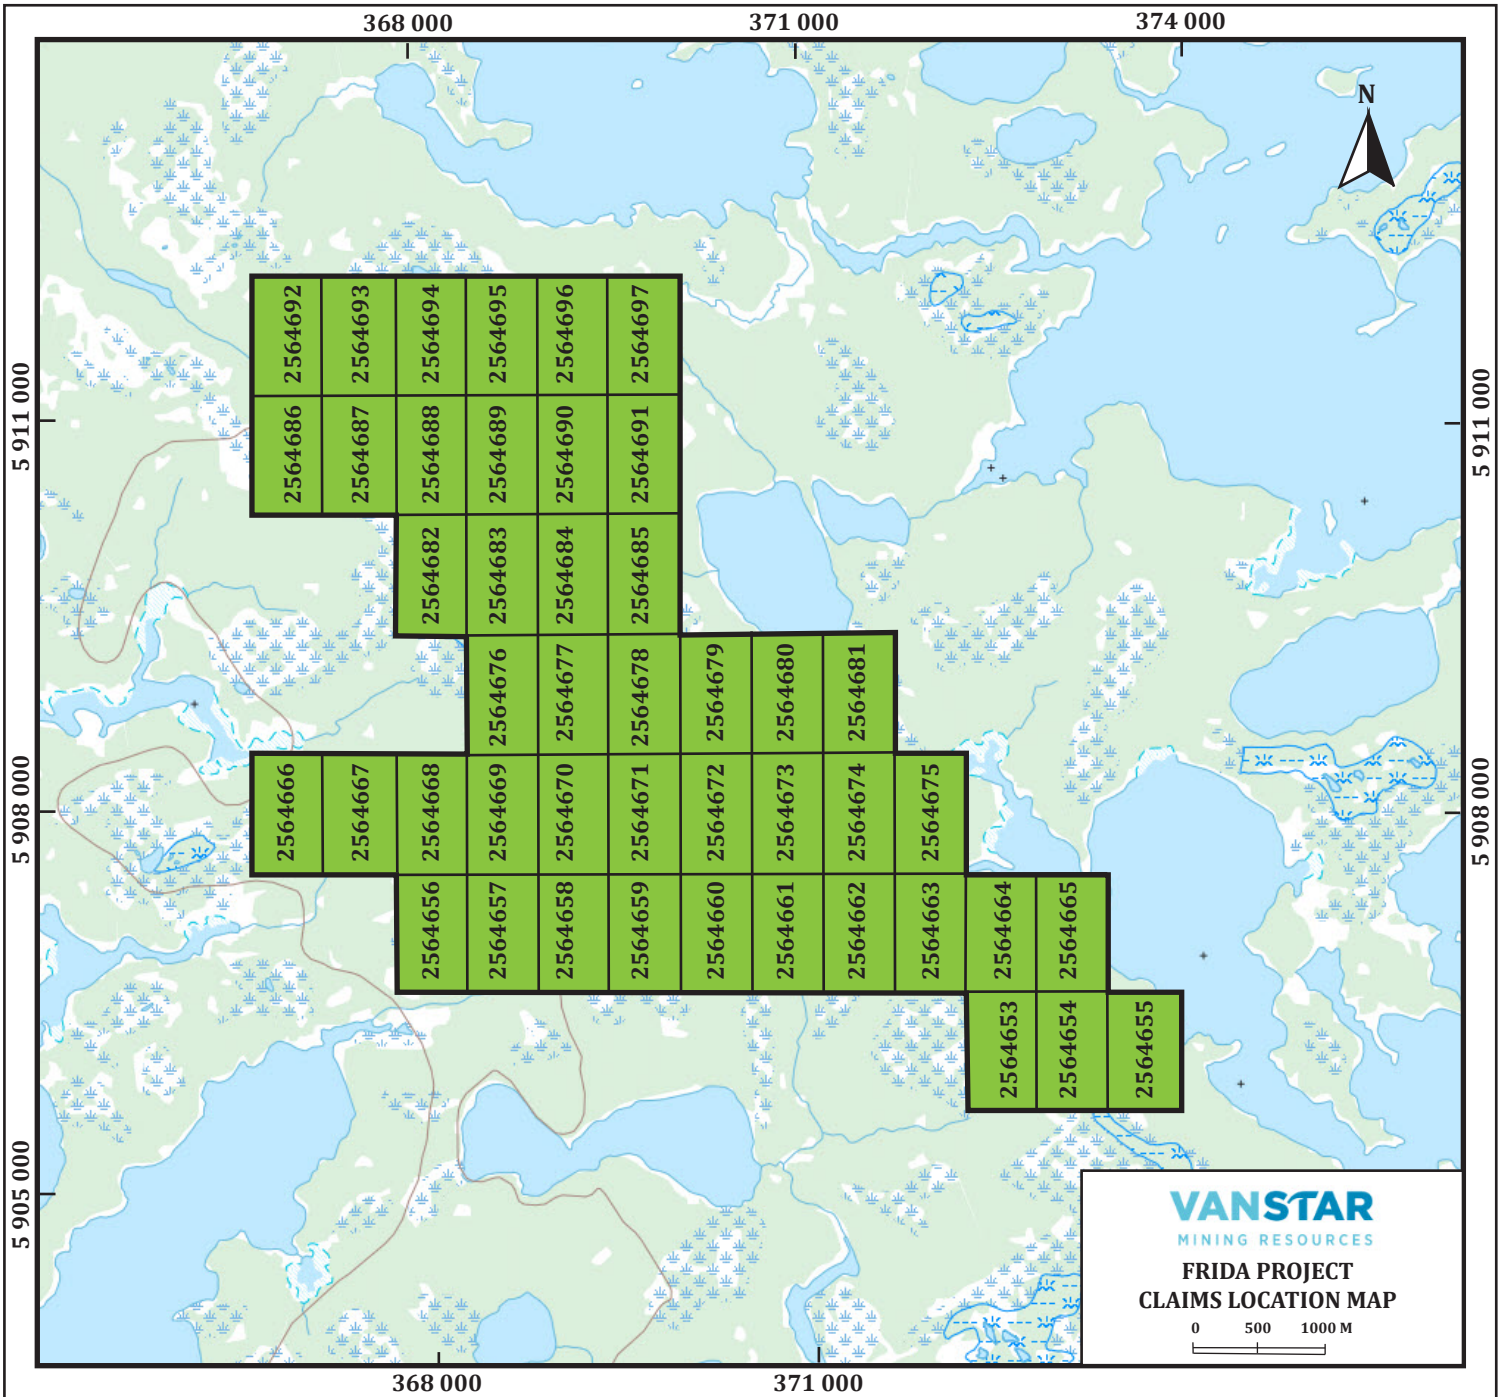 368 000 371 000 374 000
N
2564692 2564693 2564694 2564695 2564696 2564697
5 911 000 5 911 000
2564686 2564687 2564688 2564689 2564690 2564691
2564682 2564683 2564684 2564685
2564676 2564677 2564678 2564679 2564680 2564681
5 908 000 5 908 000
2564666 2564667 2564668 2564669 2564670 2564671 2564672 2564673 2564674 2564675
2564656 2564657 2564658 2564659 2564660 2564661 2564662 2564663 2564664 2564665
2564653 2564654 2564655
5 905 000
VANSTAR
MINING RESOURCES
FRIDA PROJECT
CLAIMS LOCATION MAP
0 500 1000 M
368 000 371 000